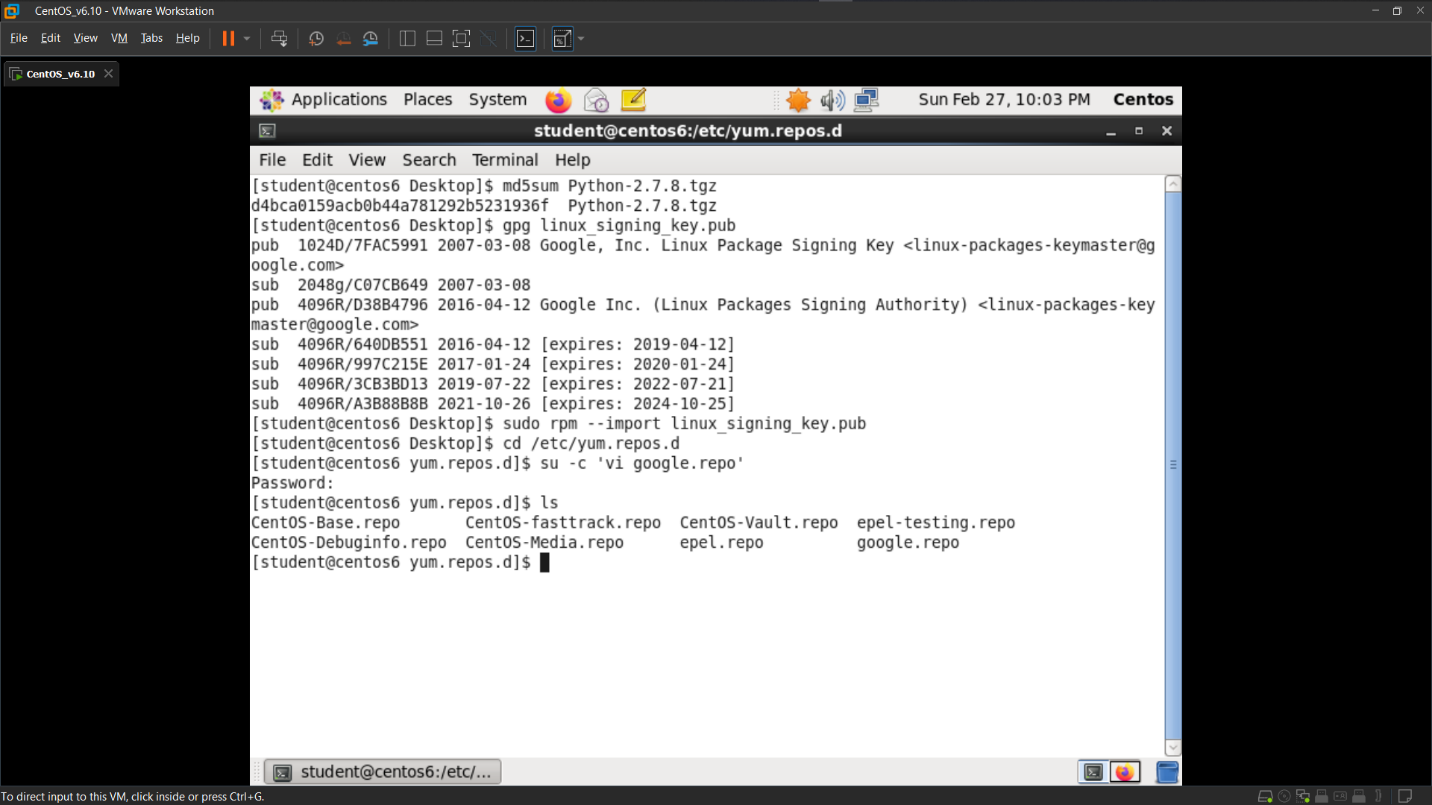 CentOS_v6.10 - VMware Workstation
File Edit View VM Tabs Help
CentOS_v6.10
Applications Places System Sun Feb 27, 10:03 PM CentOS
student@centos6:/etc/yum.repos.d
File Edit View Search Terminal Help
[student@centos6 Desktop]$ md5sum Python-2.7.8.tgz
d4bca0159acb0b44a781292b5231936f  Python-2.7.8.tgz
[student@centos6 Desktop]$ gpg linux_signing_key.pub
pub  1024D/7FAC5991 2007-03-08 Google, Inc. Linux Package Signing Key <linux-packages-keymaster@g
oogle.com>
sub  2048g/C07CB649 2007-03-08
pub  4096R/D38B4796 2016-04-12 Google Inc. (Linux Packages Signing Authority) <linux-packages-key
master@google.com>
sub  4096R/640DB551 2016-04-12 [expires: 2019-04-12]
sub  4096R/997C215E 2017-01-24 [expires: 2020-01-24]
sub  4096R/3CB3BD13 2019-07-22 [expires: 2022-07-21]
sub  4096R/A3B88B8B 2021-10-26 [expires: 2024-10-25]
[student@centos6 Desktop]$ sudo rpm --import linux_signing_key.pub
[student@centos6 Desktop]$ cd /etc/yum.repos.d
[student@centos6 yum.repos.d]$ su -c 'vi google.repo'
Password:
[student@centos6 yum.repos.d]$ ls
CentOS-Base.repo       CentOS-fasttrack.repo  CentOS-Vault.repo  epel-testing.repo
CentOS-Debuginfo.repo  CentOS-Media.repo      epel.repo          google.repo
[student@centos6 yum.repos.d]$
student@centos6:/etc/...
To direct input to this VM, click inside or press Ctrl+G.